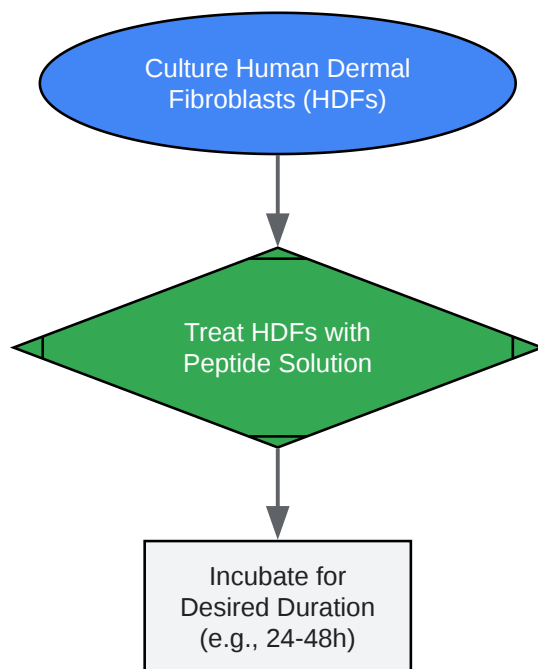 Culture Human Dermal
Fibroblasts (HDFs)
Treat HDFs with
Peptide Solution
Incubate for
Desired Duration
(e.g., 24-48h)